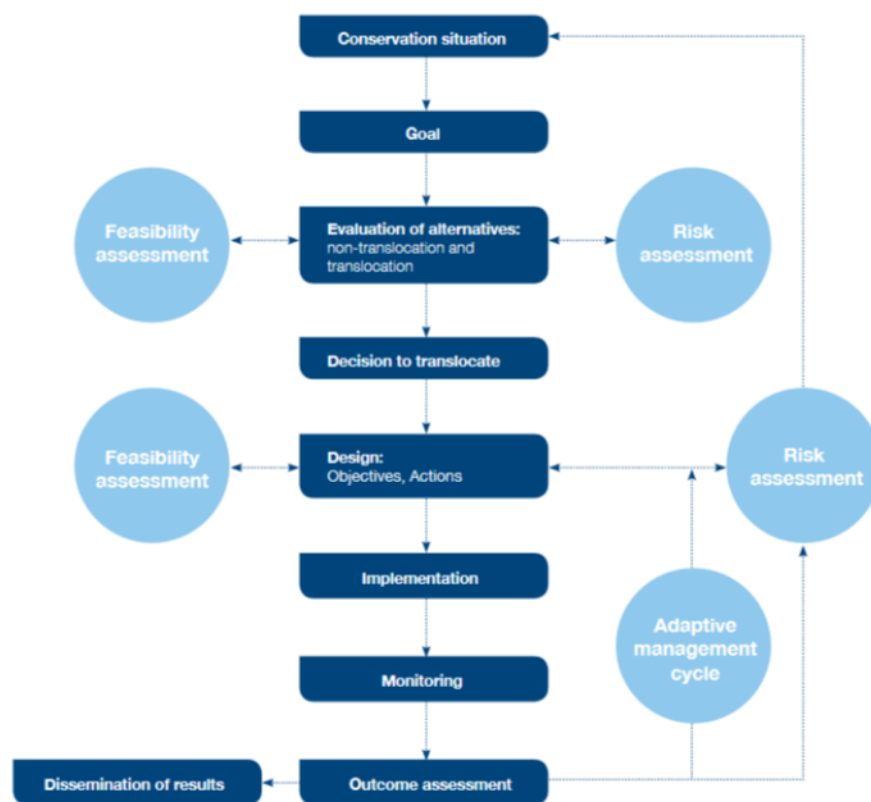 Conservation situation
Goal
Feasibility
assessment
Evaluation of alternatives:
non-translocation and
translocation
Risk
assessment
Decision to translocate
Feasibility
assessment
Design:
Objectives, Actions
Risk
assessment
Implementation
Adaptive
management
cycle
Monitoring
Dissemination of results
Outcome assessment